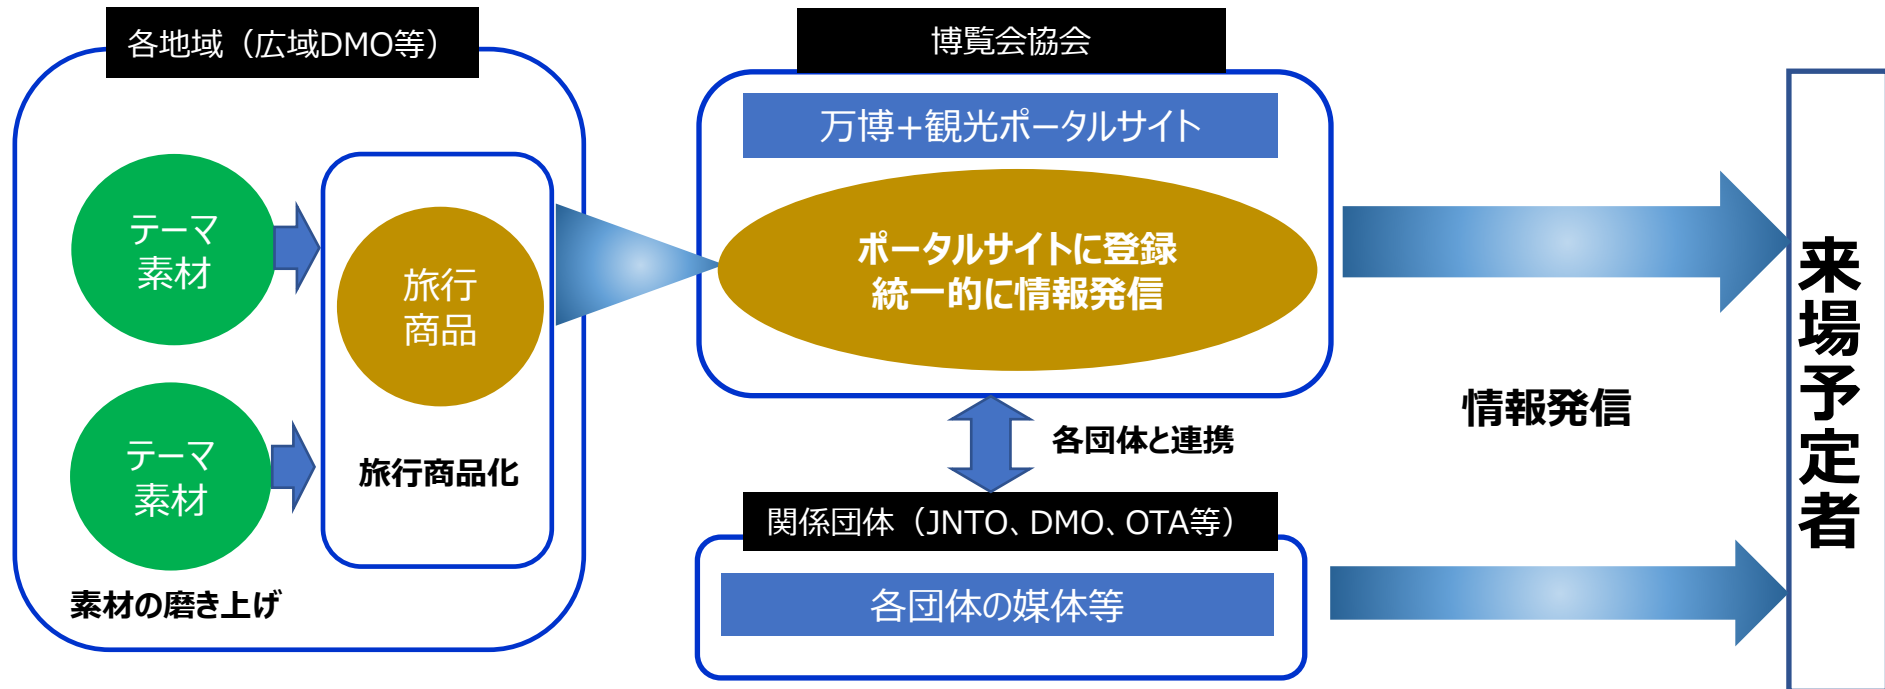 各地域（広域DMO等）
テーマ
素材
テーマ
素材
素材の磨き上げ
旅行
商品
旅行商品化
博覧会協会
万博+観光ポータルサイト
ポータルサイトに登録
統一的に情報発信
各団体と連携
関係団体（JNTO、DMO、OTA等）
各団体の媒体等
情報発信
来場予定者